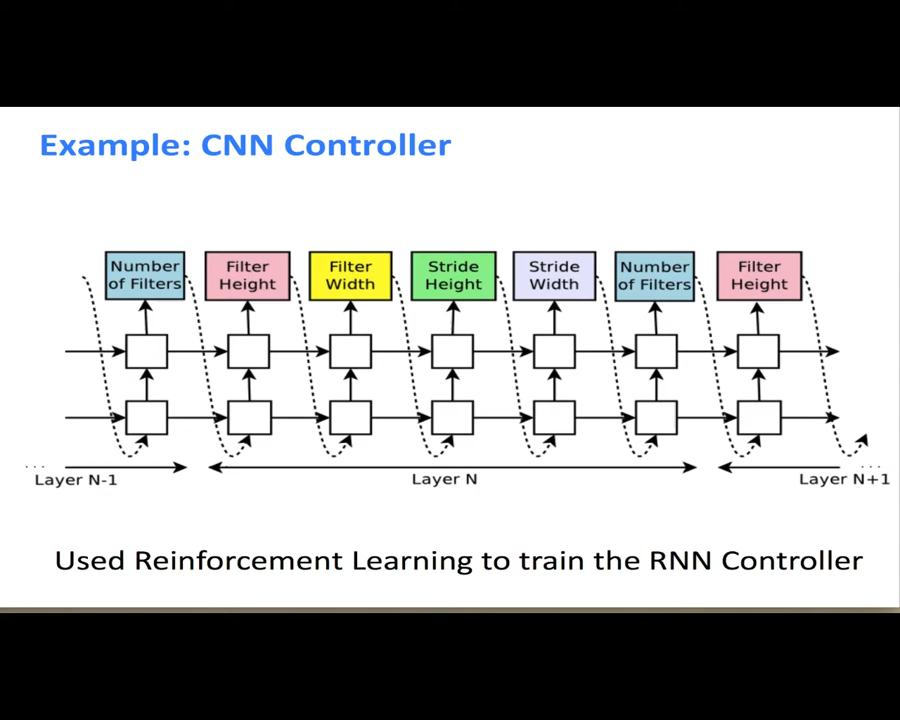 Example: CNN Controller
Number of Filters
Filter Height
Filter Width
Stride Height
Stride Width
Number of Filters
Filter Height
...
Layer N-1
Layer N
...
Layer N+1
Used Reinforcement Learning to train the RNN Controller